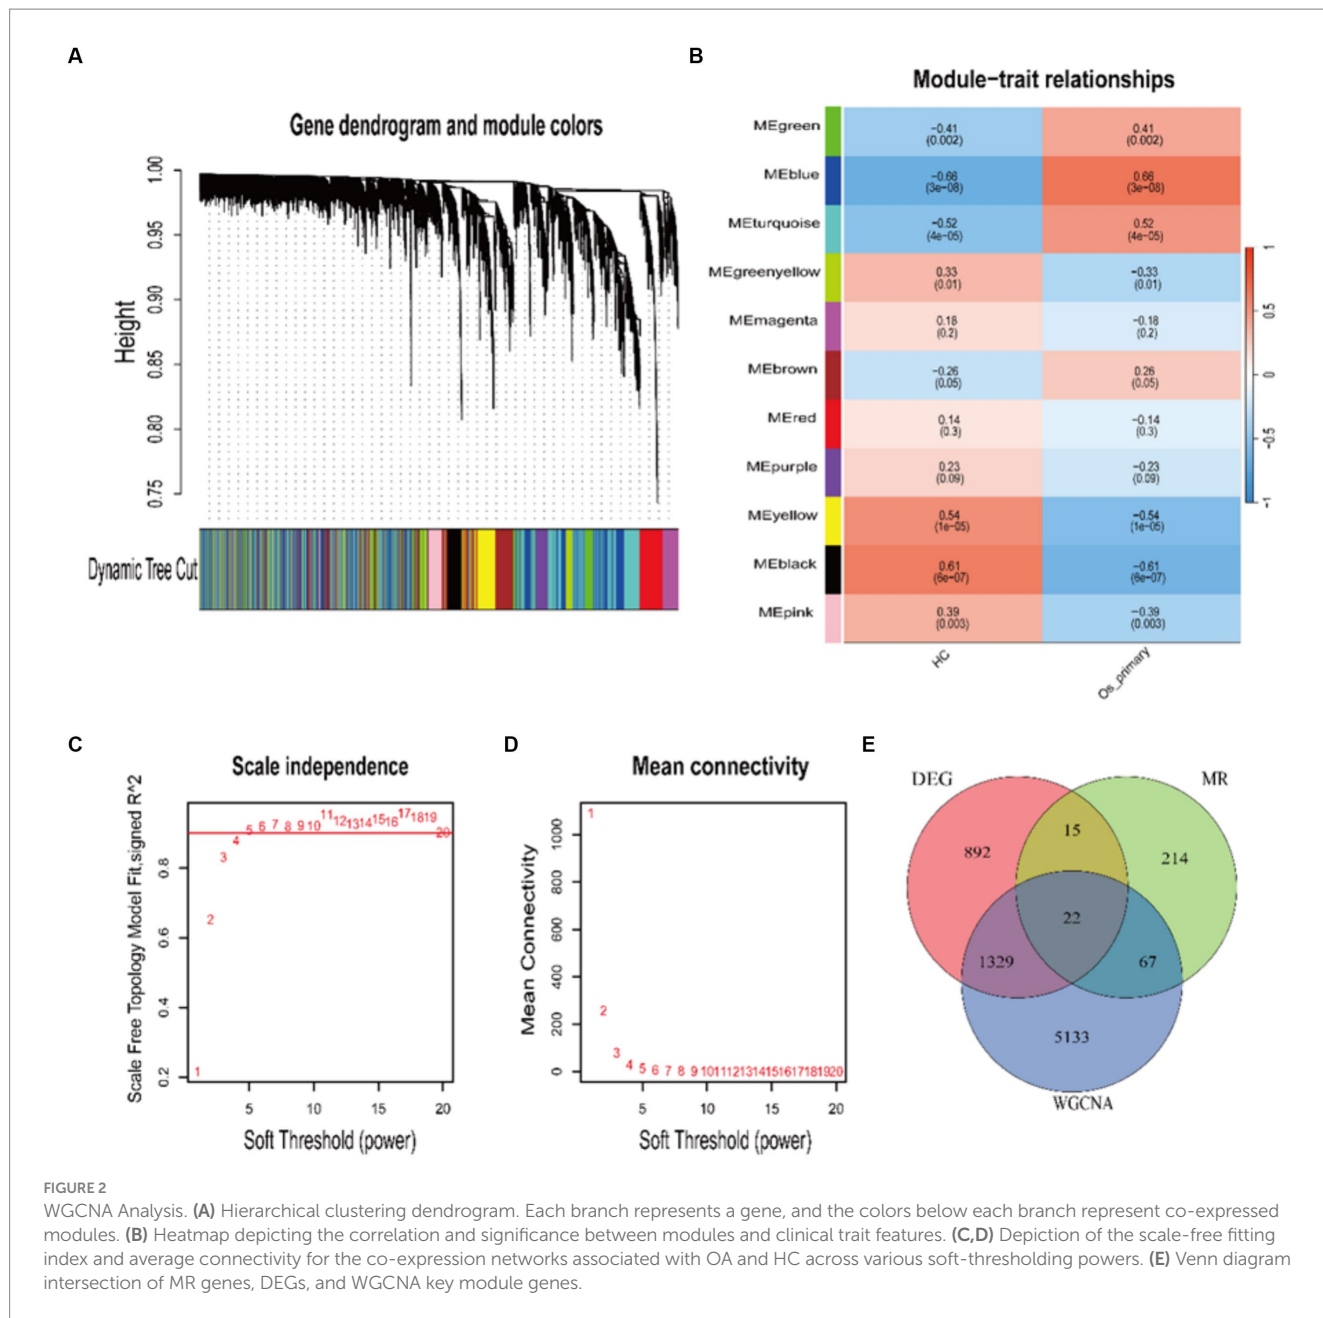 A
Gene dendrogram and module colors
Height
1.00
0.95
0.90
0.85
0.80
0.75
Dynamic Tree Cut
B
Module−trait relationships
MEgreen
−0.41
(0.002)
0.41
(0.002)
MEblue
−0.66
(3e−08)
0.66
(3e−08)
MEturquoise
−0.52
(4e−05)
0.52
(4e−05)
MEgreenyellow
0.33
(0.01)
−0.33
(0.01)
MEmagenta
0.18
(0.2)
−0.18
(0.2)
MEbrown
−0.26
(0.05)
0.26
(0.05)
MEred
0.14
(0.3)
−0.14
(0.3)
MEpurple
0.23
(0.09)
−0.23
(0.09)
MEyellow
0.54
(1e−05)
−0.54
(1e−05)
MEblack
0.61
(6e−07)
−0.61
(6e−07)
MEpink
0.39
(0.003)
−0.39
(0.003)
HC
Os_primary
1
0.5
0
−0.5
−1
C
Scale independence
Scale Free Topology Model Fit,signed R^2
0.8
0.6
0.4
0.2
1
2
3
4
5 6 7 8 9 10 11 12 13 14 15 16 17 18 19 20
5 10 15 20
Soft Threshold (power)
D
Mean connectivity
Mean Connectivity
1000
800
600
400
200
0
1
2
3
4 5 6 7 8 9 10 11 12 13 14 15 16 17 18 19 20
5 10 15 20
Soft Threshold (power)
E
DEG
MR
892
15
214
22
1329
67
5133
WGCNA
FIGURE 2
WGCNA Analysis. (A) Hierarchical clustering dendrogram. Each branch represents a gene, and the colors below each branch represent co-expressed
modules. (B) Heatmap depicting the correlation and significance between modules and clinical trait features. (C,D) Depiction of the scale-free fitting
index and average connectivity for the co-expression networks associated with OA and HC across various soft-thresholding powers. (E) Venn diagram
intersection of MR genes, DEGs, and WGCNA key module genes.